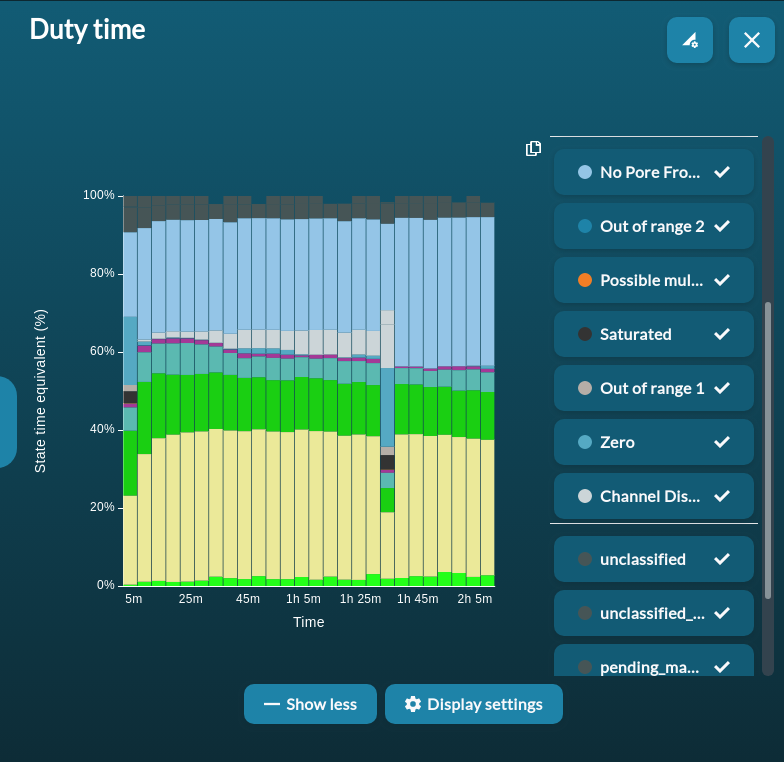 Duty time
100%
80%
60%
40%
20%
0%
State time equivalent (%)
5m 25m 45m 1h 5m 1h 25m 1h 45m 2h 5m
Time
No Pore Fro...
Out of range 2
Possible mul...
Saturated
Out of range 1
Zero
Channel Dis...
unclassified
unclassified_...
pending_ma...
Show less
Display settings